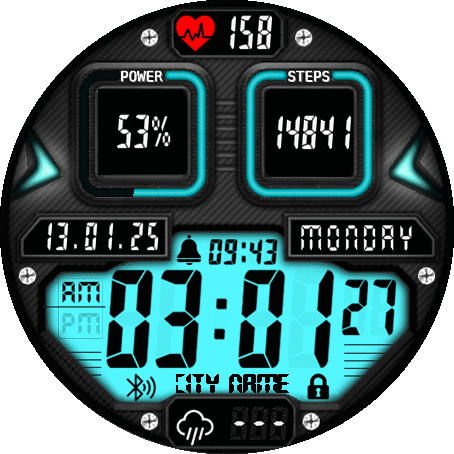 158
POWER STEPS
53% 14841
13.01.25 MONDAY
09:43
AM 03:01 27
PM
CITY NAME
---